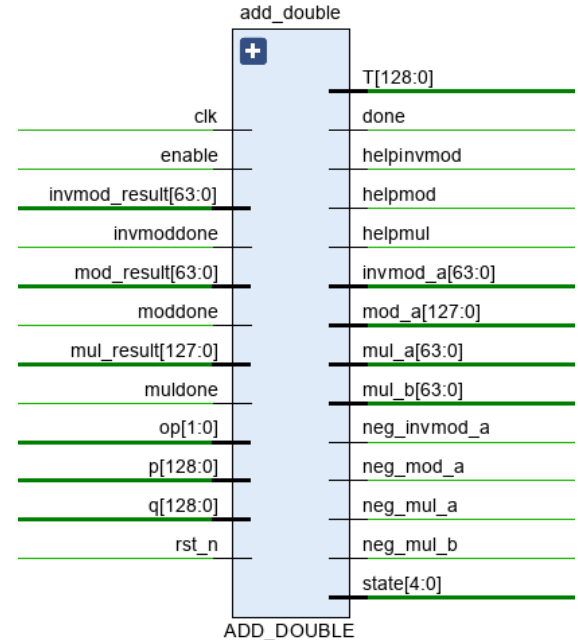 add_double
clk
enable
invmod_result[63:0]
invmoddone
mod_result[63:0]
moddone
mul_result[127:0]
muldone
op[1:0]
p[128:0]
q[128:0]
rst_n
T[128:0]
done
helpinvmod
helpmod
helpmul
invmod_a[63:0]
mod_a[127:0]
mul_a[63:0]
mul_b[63:0]
neg_invmod_a
neg_mod_a
neg_mul_a
neg_mul_b
state[4:0]
ADD_DOUBLE